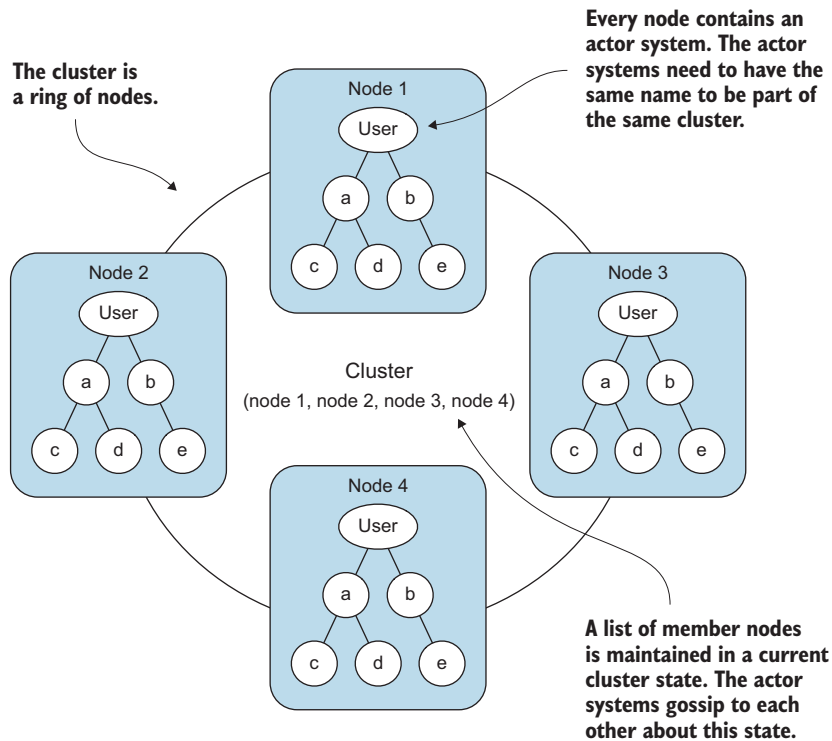 Every node contains an
actor system. The actor
systems need to have the
same name to be part of
the same cluster.
The cluster is
a ring of nodes.
Node 1
User
a b
c d e
Node 2
User
a b
c d e
Node 3
User
a b
c d e
Cluster
(node 1, node 2, node 3, node 4)
Node 4
User
a b
c d e
A list of member nodes
is maintained in a current
cluster state. The actor
systems gossip to each
other about this state.